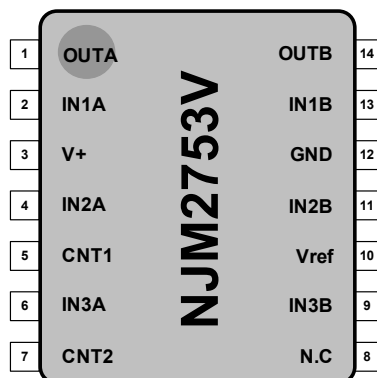 1 OUTA OUTB 14
2 IN1A IN1B 13
3 V+ GND 12
4 IN2A IN2B 11
5 CNT1 Vref 10
6 IN3A IN3B 9
7 CNT2 N.C 8
NJM2753V